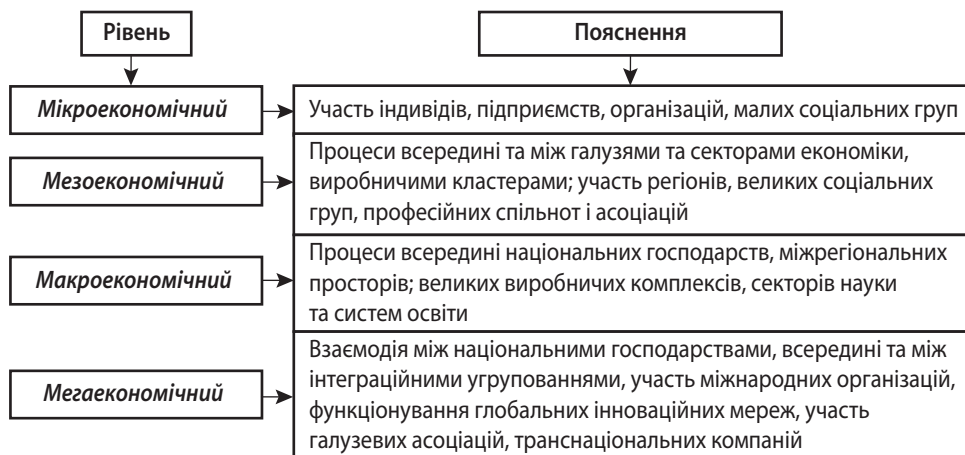 Рівень
Пояснення
Мікроекономічний
Участь індивідів, підприємств, організацій, малих соціальних груп
Мезоекономічний
Процеси всередині та між галузями та секторами економіки,
виробничими кластерами; участь регіонів, великих соціальних
груп, професійних спільнот і асоціацій
Макроекономічний
Процеси всередині національних господарств, міжрегіональних
просторів; великих виробничих комплексів, секторів науки
та систем освіти
Мегаекономічний
Взаємодія між національними господарствами, всередині та між
інтеграційними угрупованнями, участь міжнародних організацій,
функціонування глобальних інноваційних мереж, участь
галузевих асоціацій, транснаціональних компаній